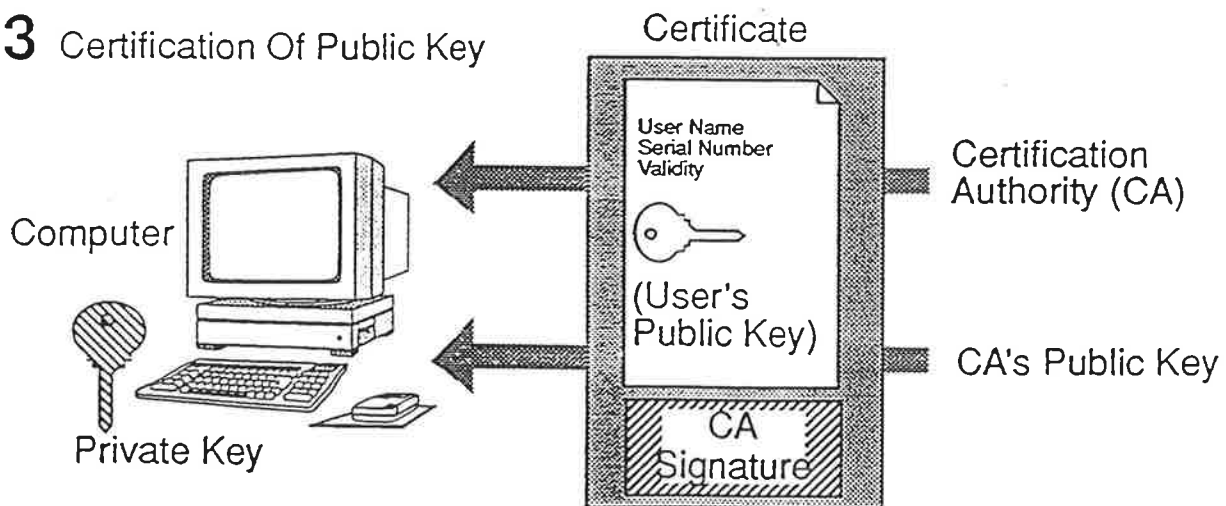 3 Certification Of Public Key
Certificate
User Name
Serial Number
Validity
(User's
Public Key)
CA
Signature
Certification
Authority (CA)
CA's Public Key
Computer
Private Key